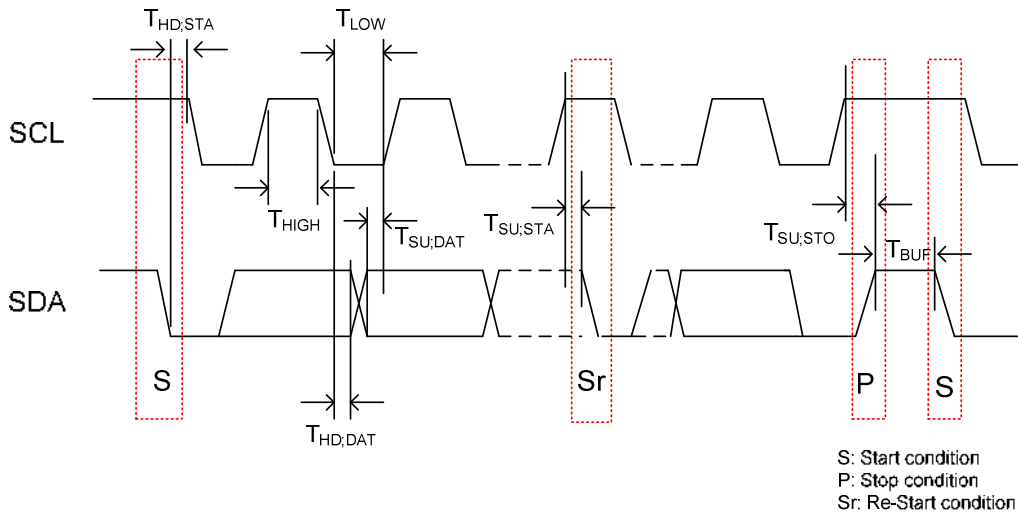 THD;STA
TLOW
SCL
THIGH
TSU;DAT
TSU;STA
TSU;STO
TBUF
SDA
S
Sr
P
S
THD;DAT
S: Start condition
P: Stop condition
Sr: Re-Start condition